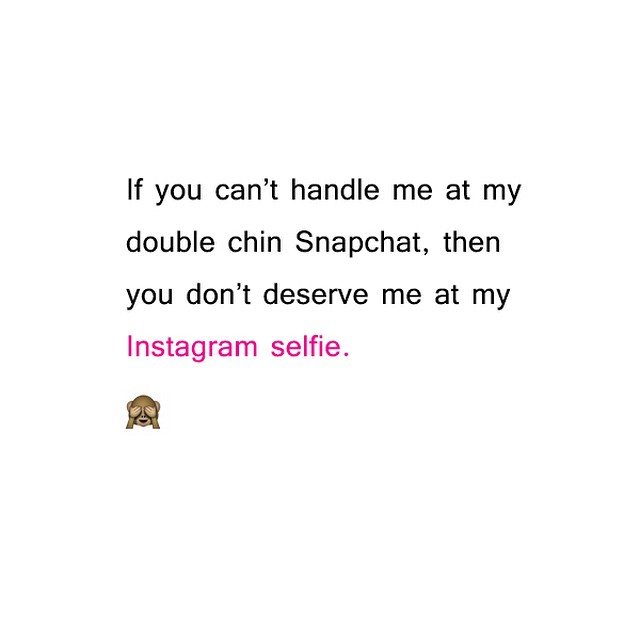 If you can’t handle me at my
double chin Snapchat, then
you don’t deserve me at my
Instagram selfie.
🙈